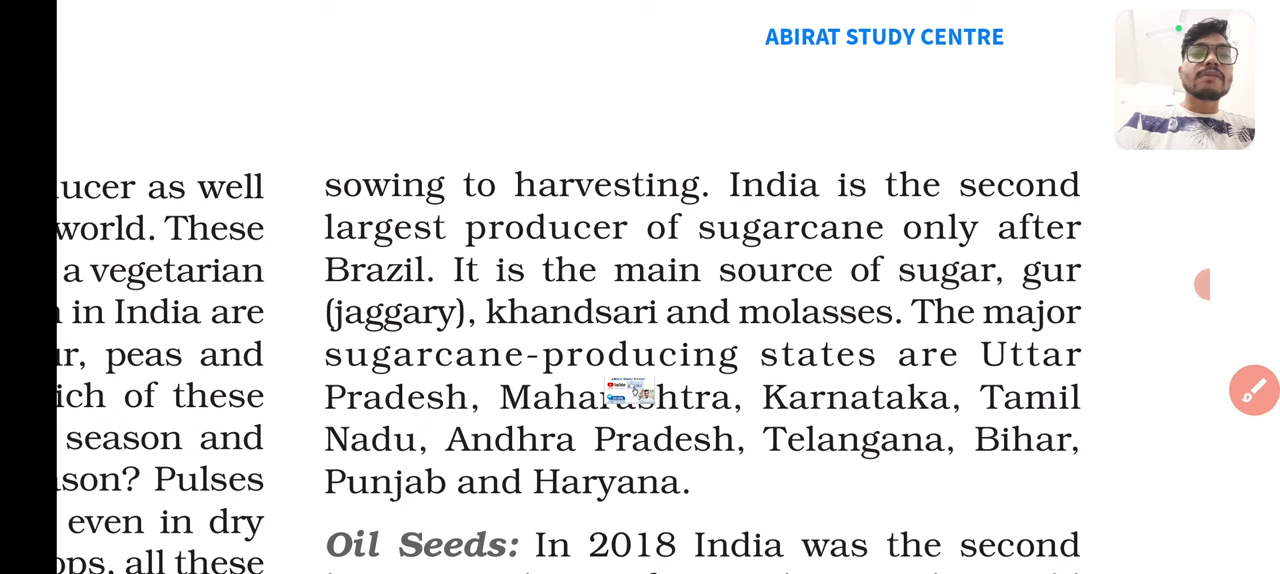 ABIRAT STUDY CENTRE
as well
world. These
a vegetarian
in India are
peas and
of these
season and
Pulses
even in dry
all these
sowing to harvesting. India is the second
largest producer of sugarcane only after
Brazil. It is the main source of sugar, gur
(jaggary), khandsari and molasses. The major
sugarcane-producing states are Uttar
Pradesh, Maharashtra, Karnataka, Tamil
Nadu, Andhra Pradesh, Telangana, Bihar,
Punjab and Haryana.
Oil Seeds: In 2018 India was the second